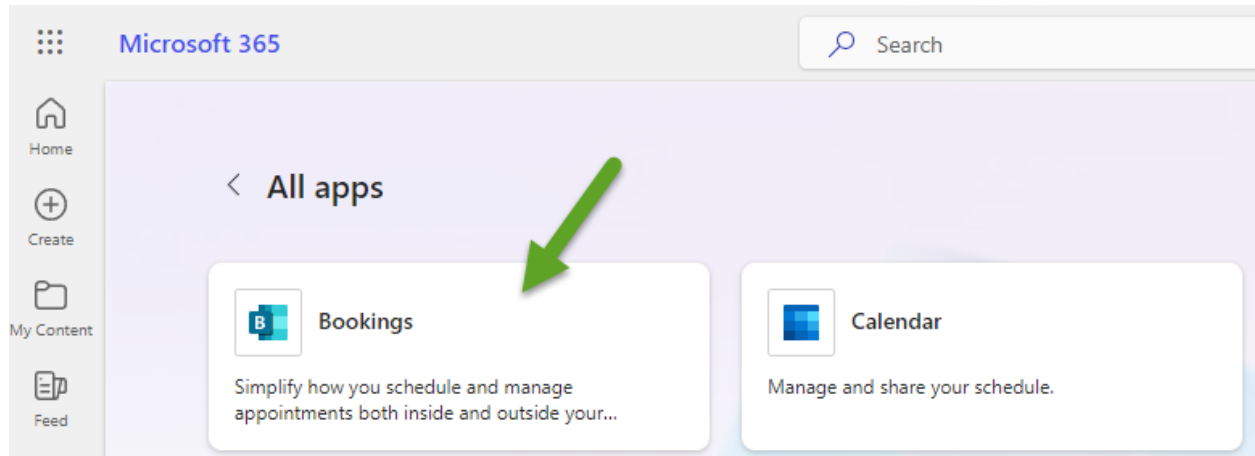 Microsoft 365
Search
Home
Create
My Content
Feed
All apps
B
Bookings
Simplify how you schedule and manage
appointments both inside and outside your...
Calendar
Manage and share your schedule.